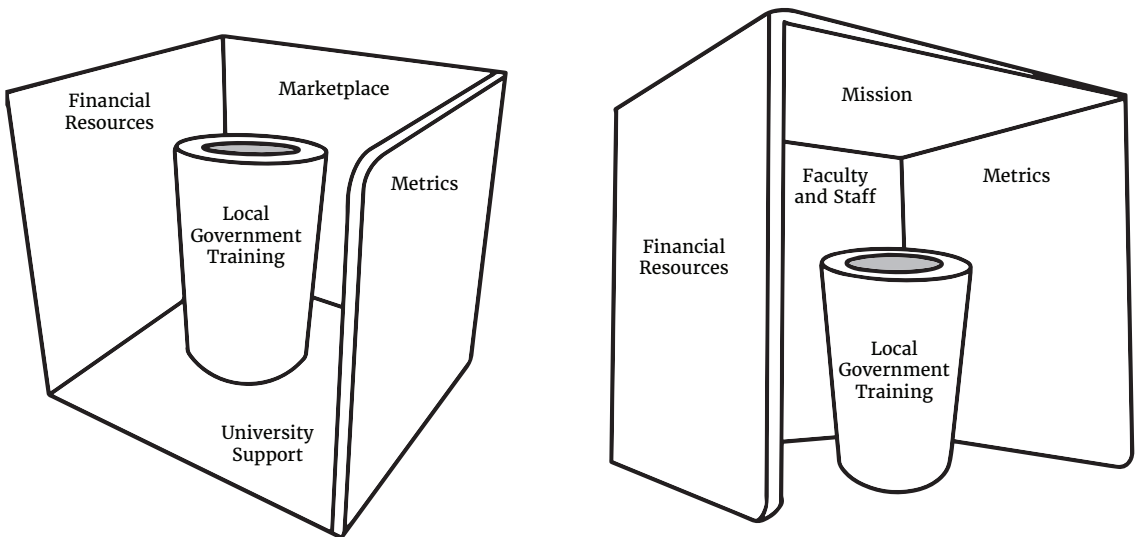 Financial
Resources
Marketplace
Metrics
Local
Government
Training
University
Support
Mission
Faculty
and Staff
Metrics
Financial
Resources
Local
Government
Training